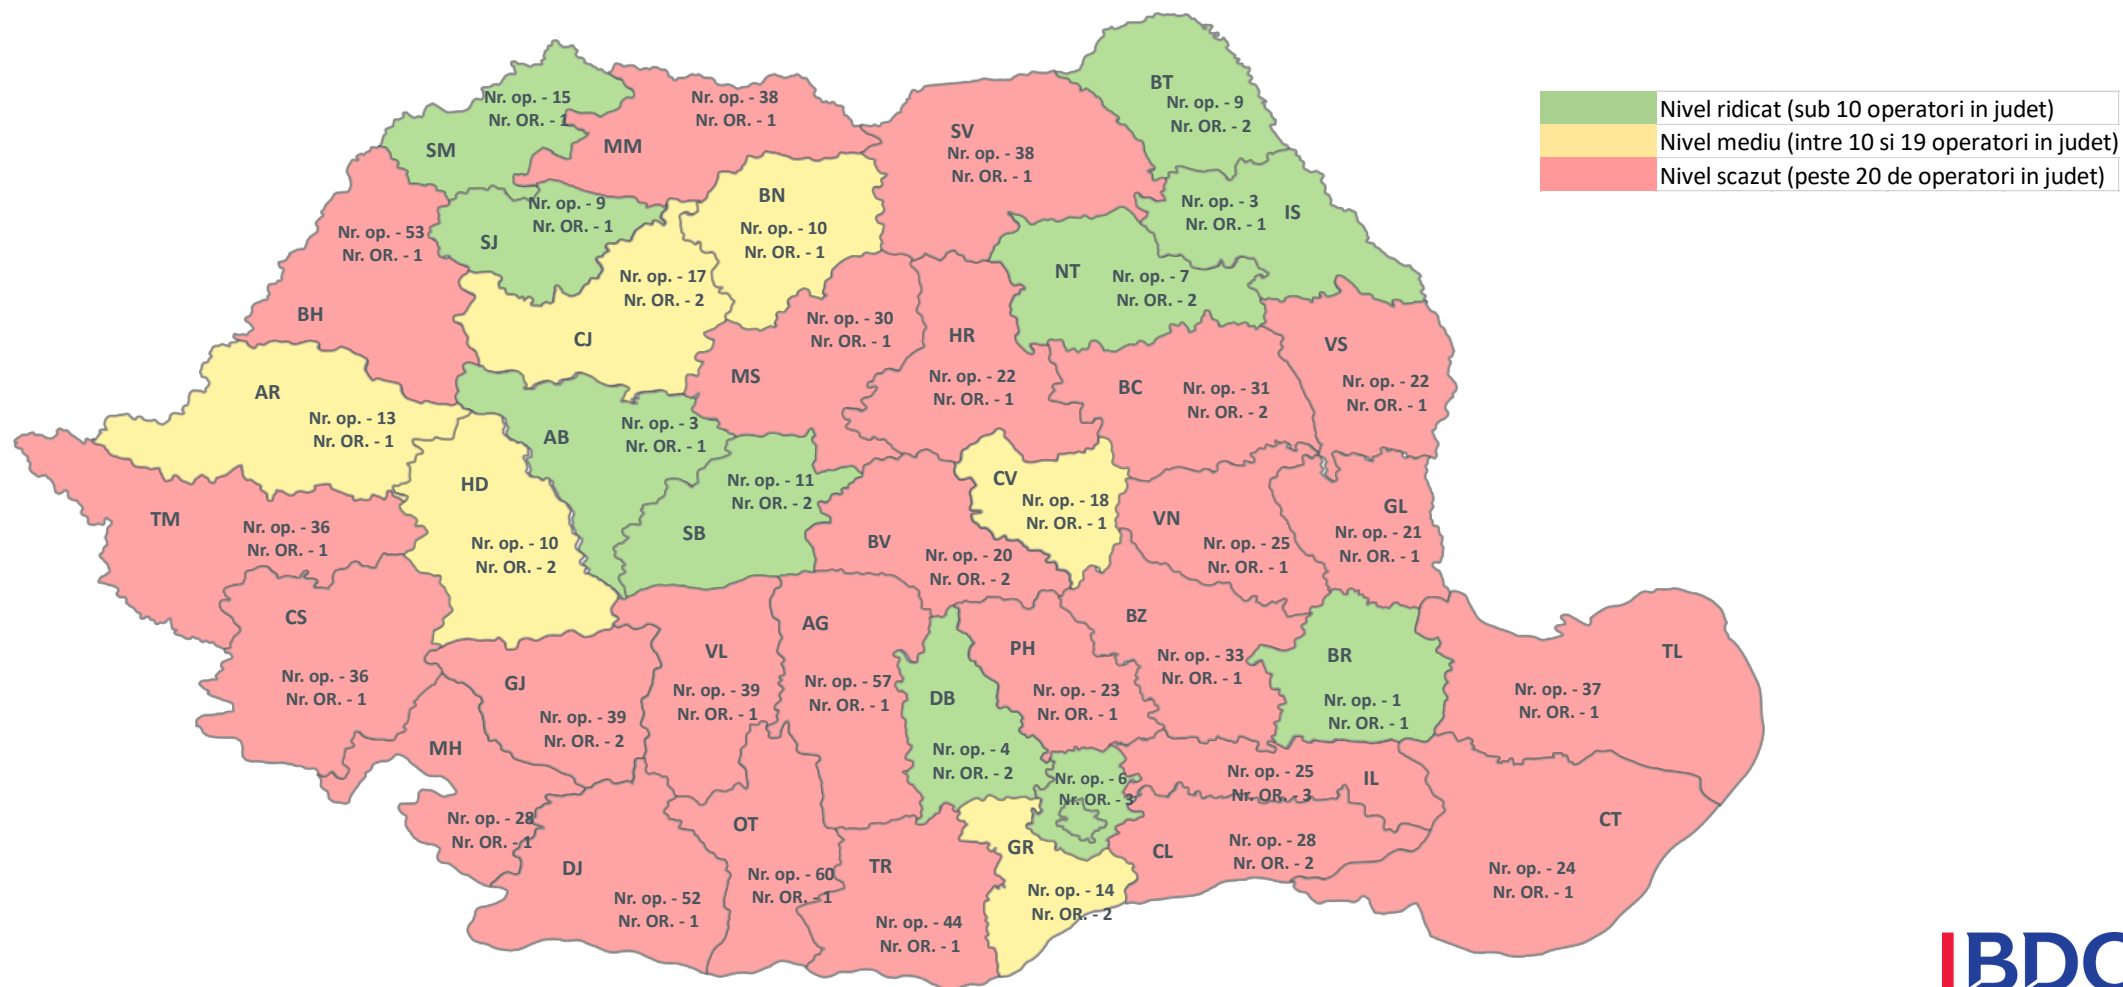 Nivel ridicat (sub 10 operatori in judet)
Nivel mediu (intre 10 si 19 operatori in judet)
Nivel scazut (peste 20 de operatori in judet)
SM
Nr. op. - 15
Nr. OR. - 1
MM
Nr. op. - 38
Nr. OR. - 1
SV
Nr. op. - 38
Nr. OR. - 1
BT
Nr. op. - 9
Nr. OR. - 2
IS
Nr. op. - 3
Nr. OR. - 1
BN
Nr. op. - 10
Nr. OR. - 1
SJ
Nr. op. - 9
Nr. OR. - 1
BH
Nr. op. - 53
Nr. OR. - 1
CJ
Nr. op. - 17
Nr. OR. - 2
NT
Nr. op. - 7
Nr. OR. - 2
MS
Nr. op. - 30
Nr. OR. - 1
HR
Nr. op. - 22
Nr. OR. - 1
BC
Nr. op. - 31
Nr. OR. - 2
VS
Nr. op. - 22
Nr. OR. - 1
AR
Nr. op. - 13
Nr. OR. - 1
AB
Nr. op. - 3
Nr. OR. - 1
HD
Nr. op. - 10
Nr. OR. - 2
SB
Nr. op. - 11
Nr. OR. - 2
CV
Nr. op. - 18
Nr. OR. - 1
TM
Nr. op. - 36
Nr. OR. - 1
BV
Nr. op. - 20
Nr. OR. - 2
VN
Nr. op. - 25
Nr. OR. - 1
GL
Nr. op. - 21
Nr. OR. - 1
CS
Nr. op. - 36
Nr. OR. - 1
GJ
Nr. op. - 39
Nr. OR. - 2
VL
Nr. op. - 39
Nr. OR. - 1
AG
Nr. op. - 57
Nr. OR. - 1
DB
Nr. op. - 4
Nr. OR. - 2
PH
Nr. op. - 23
Nr. OR. - 1
BZ
Nr. op. - 33
Nr. OR. - 1
BR
Nr. op. - 1
Nr. OR. - 1
TL
Nr. op. - 37
Nr. OR. - 1
MH
Nr. op. - 28
Nr. OR. - 1
DJ
Nr. op. - 52
Nr. OR. - 1
OT
Nr. op. - 60
Nr. OR. - 1
TR
Nr. op. - 44
Nr. OR. - 1
Nr. op. - 6
Nr. OR. - 3
GR
Nr. op. - 14
Nr. OR. - 2
IL
Nr. op. - 25
Nr. OR. - 3
CL
Nr. op. - 28
Nr. OR. - 2
CT
Nr. op. - 24
Nr. OR. - 1
BDO